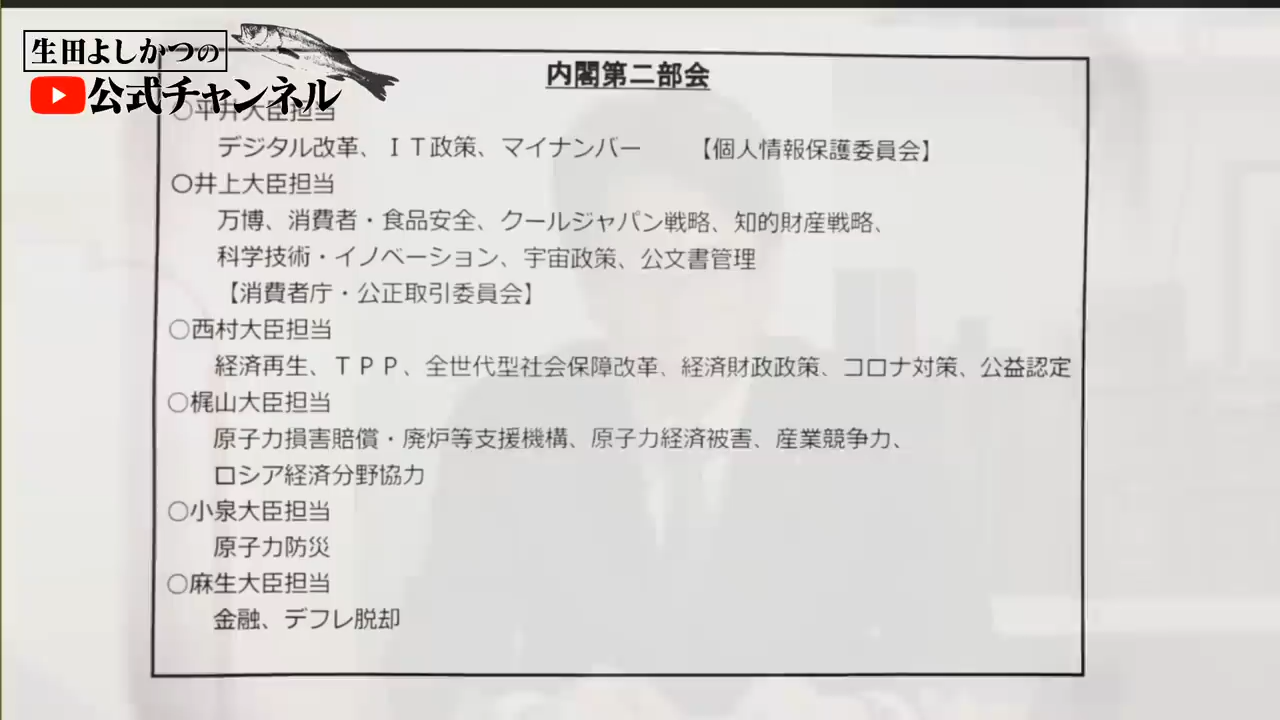 生田よしかつの
公式チャンネル
内閣第二部会
○平井大臣担当
デジタル改革、ＩＴ政策、マイナンバー　【個人情報保護委員会】
○井上大臣担当
万博、消費者・食品安全、クールジャパン戦略、知的財産戦略、
科学技術・イノベーション、宇宙政策、公文書管理
【消費者庁・公正取引委員会】
○西村大臣担当
経済再生、ＴＰＰ、全世代型社会保障改革、経済財政政策、コロナ対策、公益認定
○梶山大臣担当
原子力損害賠償・廃炉等支援機構、原子力経済被害、産業競争力、
ロシア経済分野協力
○小泉大臣担当
原子力防災
○麻生大臣担当
金融、デフレ脱却